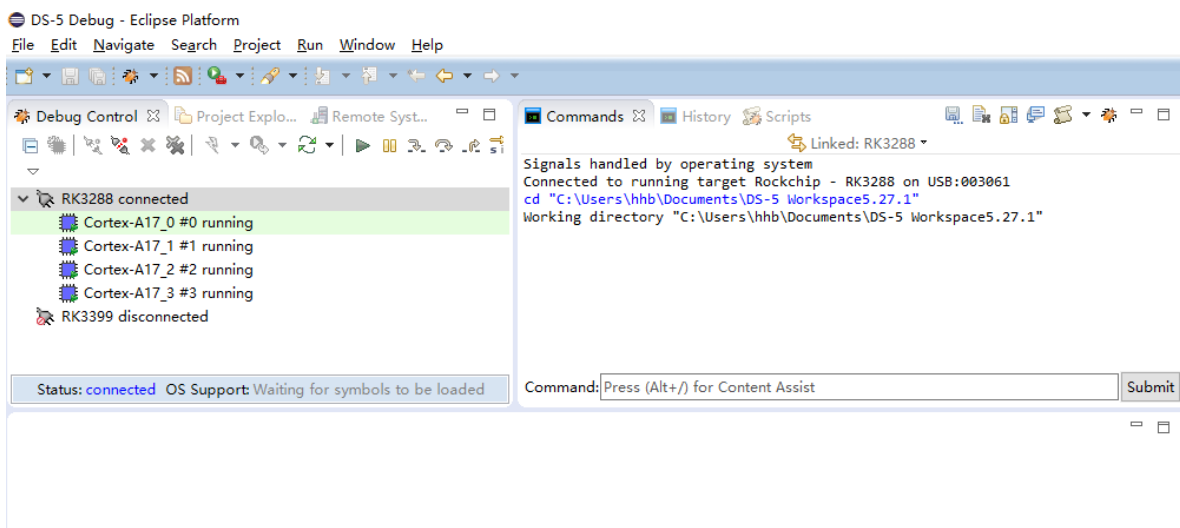 DS-5 Debug - Eclipse Platform
File Edit Navigate Search Project Run Window Help
Debug Control Project Explo... Remote Syst...
RK3288 connected
Cortex-A17_0 #0 running
Cortex-A17_1 #1 running
Cortex-A17_2 #2 running
Cortex-A17_3 #3 running
RK3399 disconnected
Status: connected OS Support: Waiting for symbols to be loaded
Commands History Scripts
Linked: RK3288
Signals handled by operating system
Connected to running target Rockchip - RK3288 on USB:003061
cd "C:\Users\hhb\Documents\DS-5 Workspace5.27.1"
Working directory "C:\Users\hhb\Documents\DS-5 Workspace5.27.1"
Command: Press (Alt+/) for Content Assist Submit